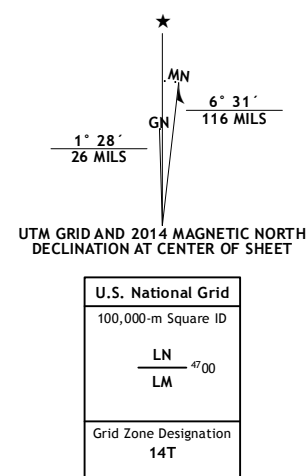 ★
MN
GN
6° 31´
116 MILS
1° 28´
26 MILS
UTM GRID AND 2014 MAGNETIC NORTH
DECLINATION AT CENTER OF SHEET
U.S. National Grid
100,000-m Square ID
LN
⁴⁷00
LM
Grid Zone Designation
14T